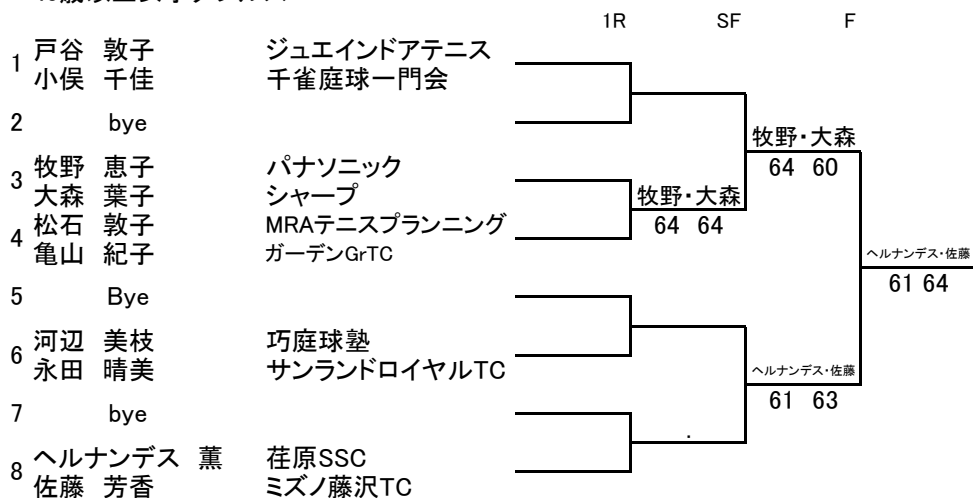 1R SF F
1 戸谷 敦子 ジュエインドアテニス
小俣 千佳 千雀庭球一門会
2 bye
牧野・大森
64 60
3 牧野 恵子 パナソニック
大森 葉子 シャープ
牧野・大森
64 64
4 松石 敦子 MRAテニスプランニング
亀山 紀子 ガーデンGrTC
ヘルナンデス・佐藤
61 64
5 Bye
6 河辺 美枝 巧庭球塾
永田 晴美 サンランドロイヤルTC
ヘルナンデス・佐藤
61 63
7 bye
8 ヘルナンデス 薫 荏原SSC
佐藤 芳香 ミズノ藤沢TC